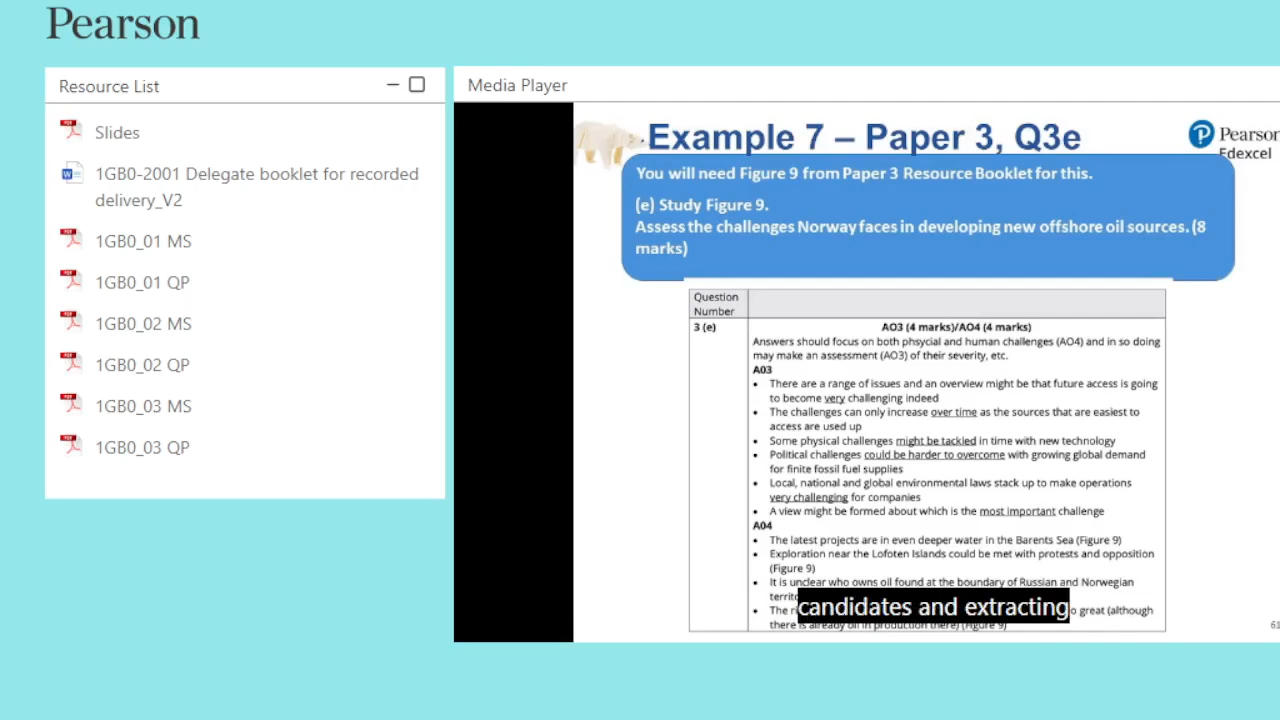 Pearson
Resource List
Slides
1GB0-2001 Delegate booklet for recorded
delivery_V2
1GB0_01 MS
1GB0_01 QP
1GB0_02 MS
1GB0_02 QP
1GB0_03 MS
1GB0_03 QP
Media Player
Example 7 – Paper 3, Q3e
Pearson
Edexcel
You will need Figure 9 from Paper 3 Resource Booklet for this.
(e) Study Figure 9.
Assess the challenges Norway faces in developing new offshore oil sources. (8
marks)
Question
Number
3 (e)
AO3 (4 marks)/AO4 (4 marks)
Answers should focus on both phsycial and human challenges (AO4) and in so doing
may make an assessment (AO3) of their severity, etc.
A03
• There are a range of issues and an overview might be that future access is going
to become very challenging indeed
• The challenges can only increase over time as the sources that are easiest to
access are used up
• Some physical challenges might be tackled in time with new technology
• Political challenges could be harder to overcome with growing global demand
for finite fossil fuel supplies
• Local, national and global environmental laws stack up to make operations
very challenging for companies
• A view might be formed about which is the most important challenge
A04
• The latest projects are in even deeper water in the Barents Sea (Figure 9)
• Exploration near the Lofoten Islands could be met with protests and opposition
(Figure 9)
• It is unclear who owns oil found at the boundary of Russian and Norwegian
candidates and extracting
• The great (although
there is already oil in production there) (Figure 9)
61